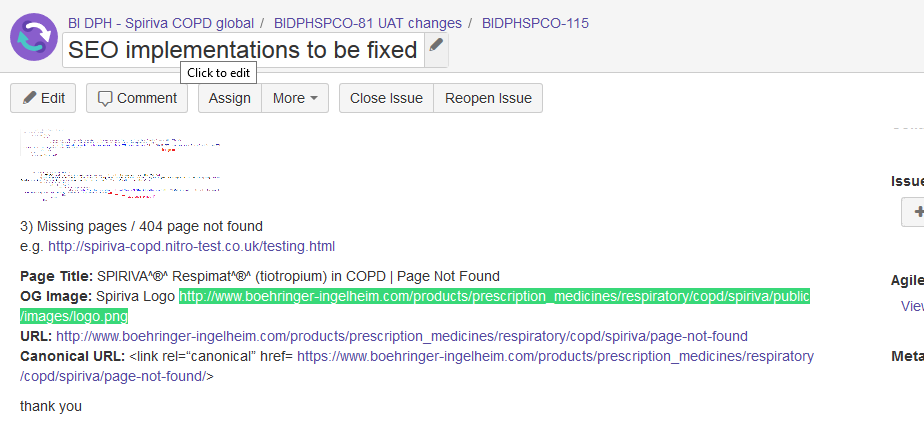 BI DPH - Spiriva COPD global / BIDPHSPCO-81 UAT changes / BIDPHSPCO-115
SEO implementations to be fixed
Click to edit
Edit Comment Assign More Close Issue Reopen Issue
Issue
3) Missing pages / 404 page not found
e.g. http://spiriva-copd.nitro-test.co.uk/testing.html
Page Title: SPIRIVA^®^ Respimat^®^ (tiotropium) in COPD | Page Not Found
Agile
OG Image: Spiriva Logo http://www.boehringer-ingelheim.com/products/prescription_medicines/respiratory/copd/spiriva/public
View
/images/logo.png
URL: http://www.boehringer-ingelheim.com/products/prescription_medicines/respiratory/copd/spiriva/page-not-found
Canonical URL: <link rel=“canonical” href= https://www.boehringer-ingelheim.com/products/prescription_medicines/respiratory
Meta
/copd/spiriva/page-not-found/>
thank you